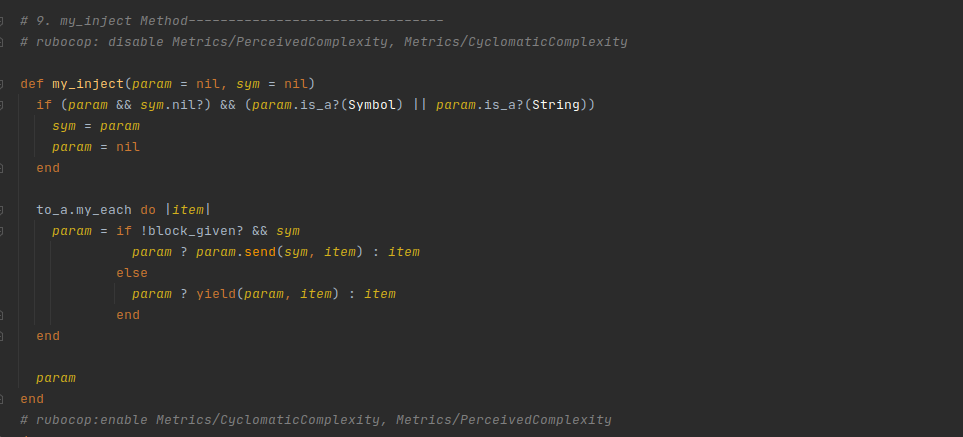 # 9. my_inject Method--------------------------------
# rubocop: disable Metrics/PerceivedComplexity, Metrics/CyclomaticComplexity

def my_inject(param = nil, sym = nil)
  if (param && sym.nil?) && (param.is_a?(Symbol) || param.is_a?(String))
    sym = param
    param = nil
  end

  to_a.my_each do |item|
    param = if !block_given? && sym
              param ? param.send(sym, item) : item
            else
              param ? yield(param, item) : item
            end
  end

  param
end
# rubocop:enable Metrics/CyclomaticComplexity, Metrics/PerceivedComplexity